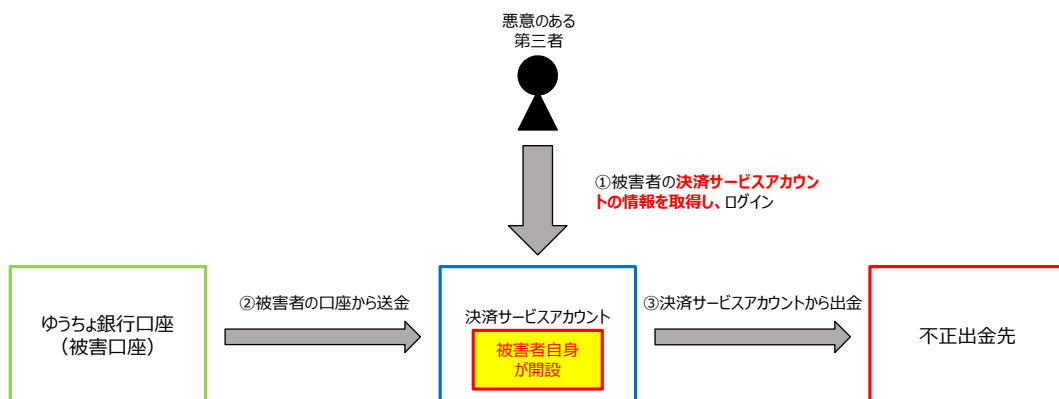 悪意のある
第三者
①被害者の決済サービスアカウン
トの情報を取得し、ログイン
②被害者の口座から送金
③決済サービスアカウントから出金
ゆうちょ銀行口座
（被害口座）
決済サービスアカウント
被害者自身
が開設
不正出金先